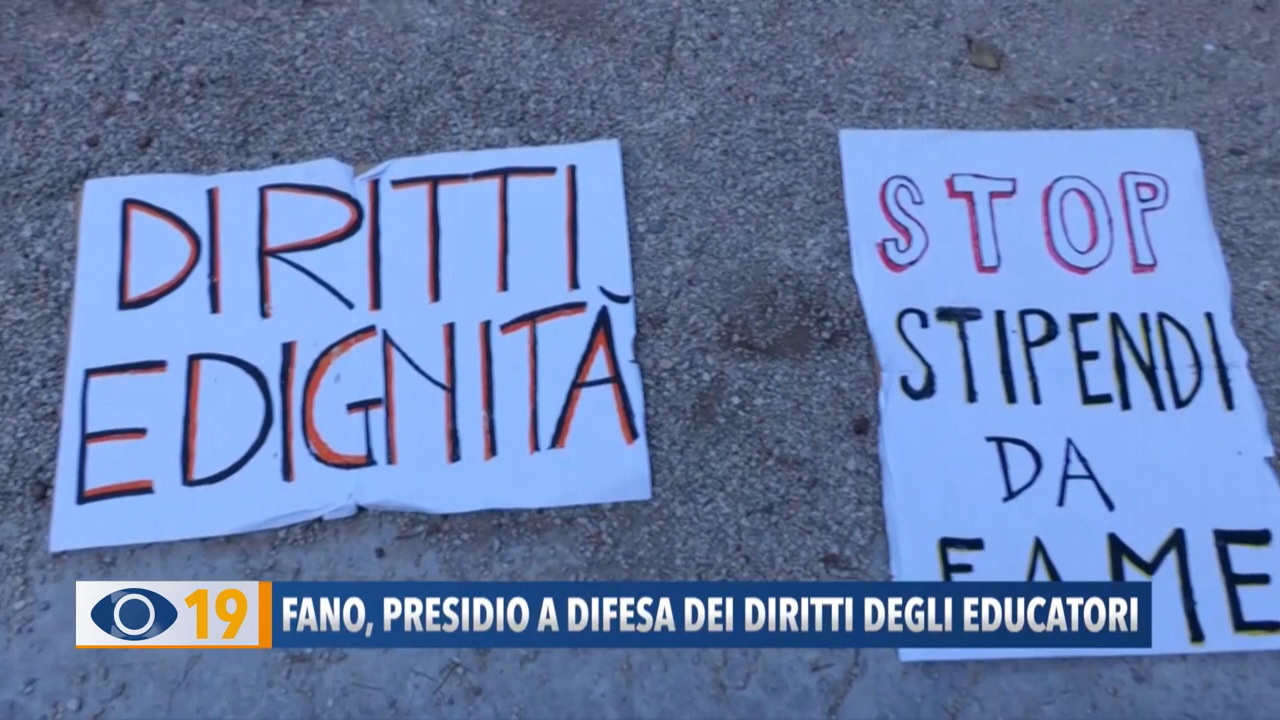 DIRITTI
E DIGNITÀ
STOP
STIPENDI
DA
FAME
19
FANO, PRESIDIO A DIFESA DEI DIRITTI DEGLI EDUCATORI